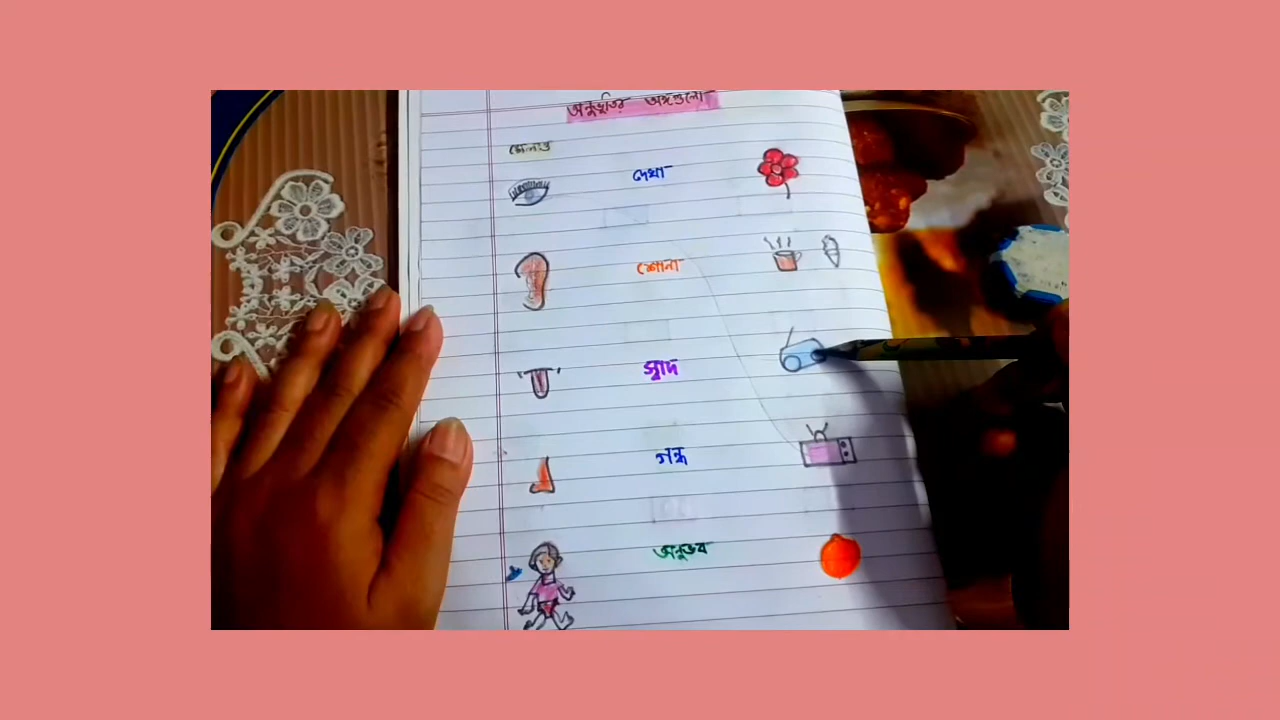 অনুভূতির অঙ্গগুলো
মেলাও
দেখা
শোনা
স্বাদ
গন্ধ
অনুভব